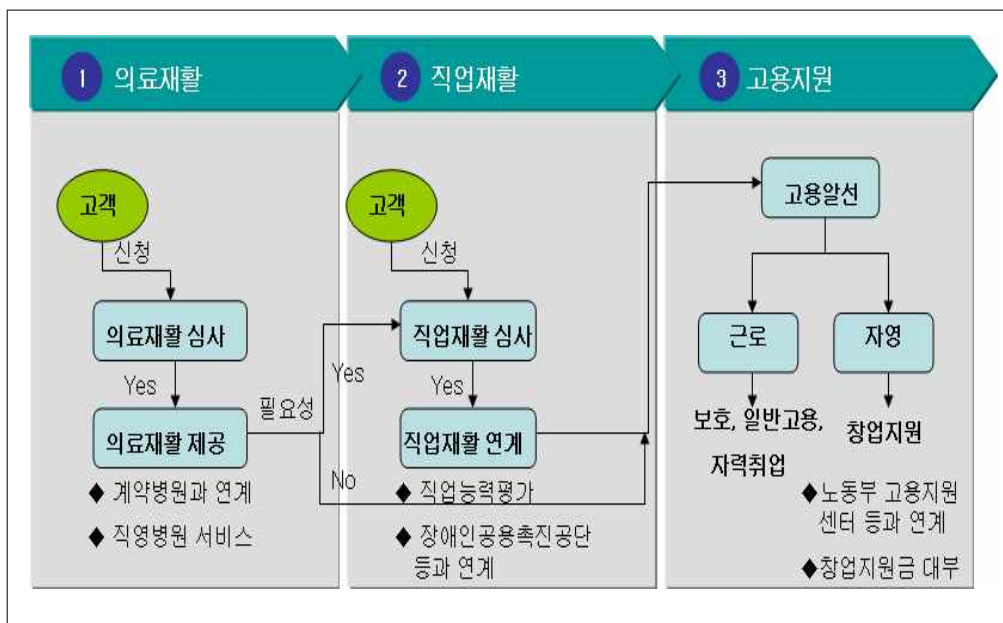 1 의료재활
고객
신청
의료재활 심사
Yes
의료재활 제공
◆ 계약병원과 연계
◆ 직영병원 서비스
필요성
Yes
No
2 직업재활
고객
신청
직업재활 심사
Yes
직업재활 연계
◆ 직업능력평가
◆ 장애인공용촉진공단
등과 연계
3 고용지원
고용알선
근로
자영
보호, 일반고용,
자력취업
창업지원
◆노동부 고용지원
센터 등과 연계
◆창업지원금 대부